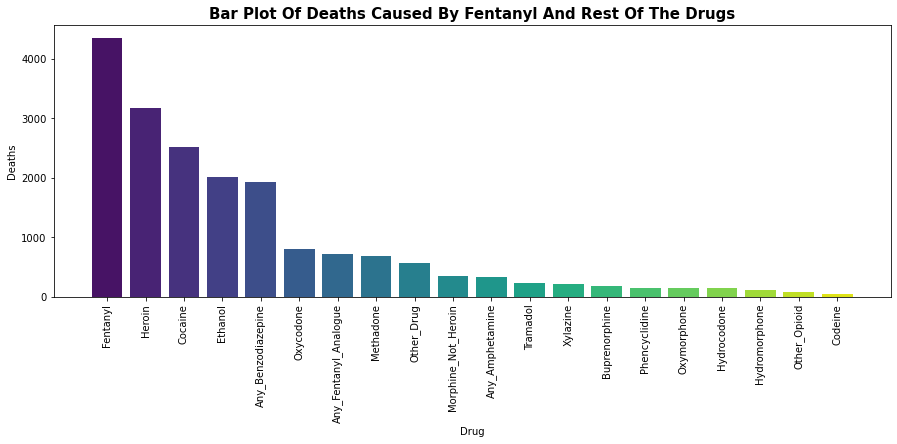 Bar Plot Of Deaths Caused By Fentanyl And Rest Of The Drugs
Deaths
4000
3000
2000
1000
0
Fentanyl
Heroin
Cocaine
Ethanol
Any_Benzodiazepine
Oxycodone
Any_Fentanyl_Analogue
Methadone
Other_Drug
Morphine_Not_Heroin
Any_Amphetamine
Tramadol
Xylazine
Buprenorphine
Phencyclidine
Oxymorphone
Hydrocodone
Hydromorphone
Other_Opioid
Codeine
Drug